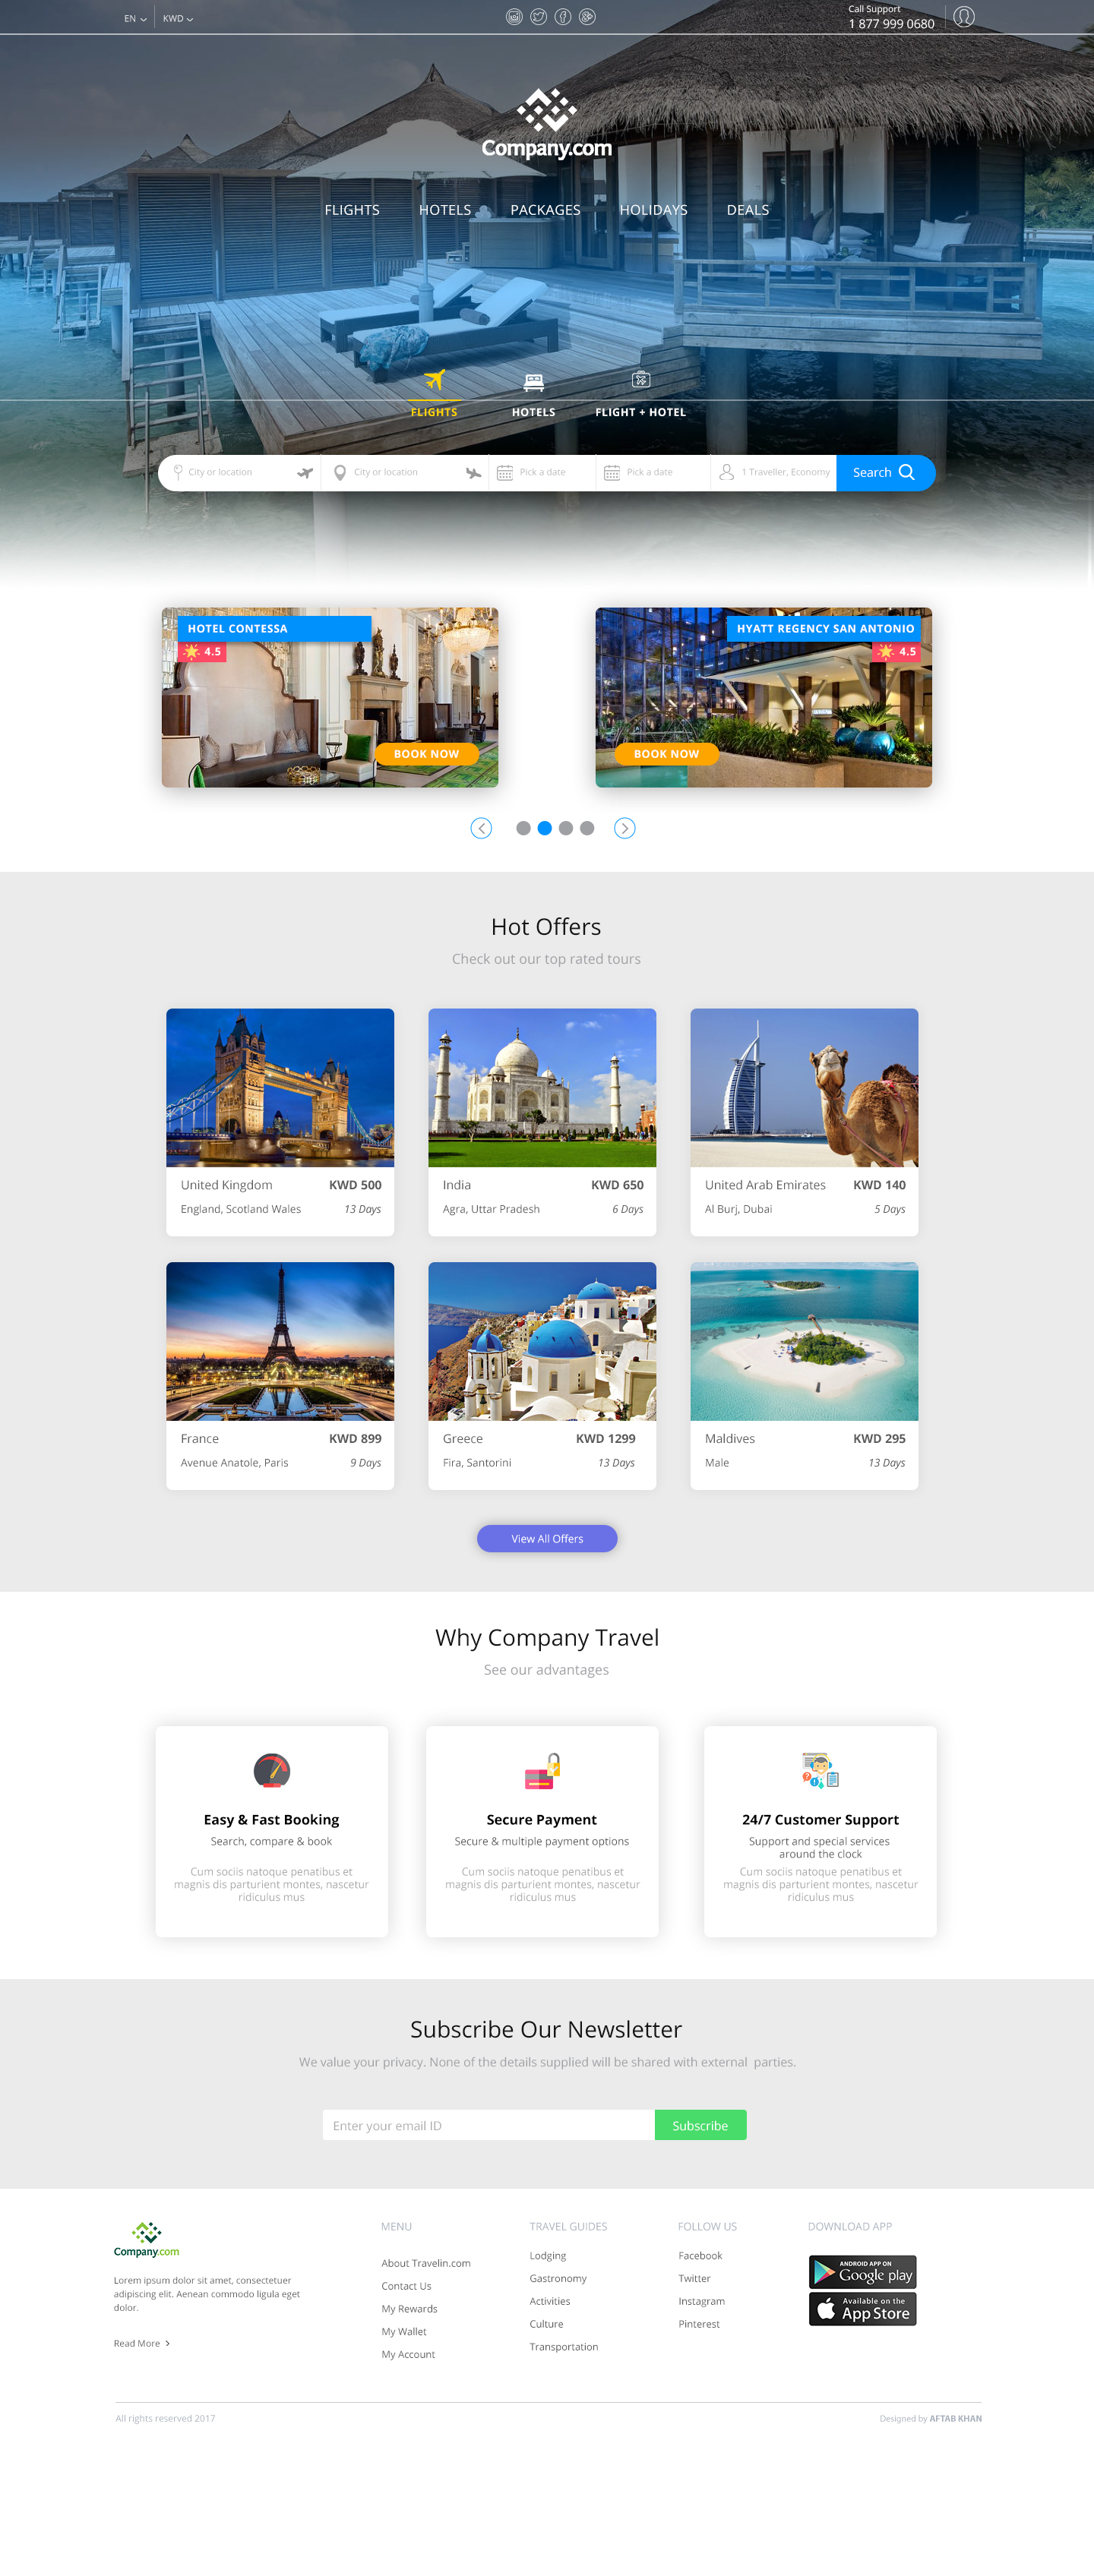 EN
KWD
Call Support
1 877 999 0680
Company.com
FLIGHTS HOTELS PACKAGES HOLIDAYS DEALS
FLIGHTS HOTELS FLIGHT + HOTEL
City or location
City or location
Pick a date
Pick a date
1 Traveller, Economy
Search
HOTEL CONTESSA
4.5
BOOK NOW
HYATT REGENCY SAN ANTONIO
4.5
BOOK NOW
Hot Offers
Check out our top rated tours
United Kingdom KWD 500
England, Scotland Wales 13 Days
India KWD 650
Agra, Uttar Pradesh 6 Days
United Arab Emirates KWD 140
Al Burj, Dubai 5 Days
France KWD 899
Avenue Anatole, Paris 9 Days
Greece KWD 1299
Fira, Santorini 13 Days
Maldives KWD 295
Male 13 Days
View All Offers
Why Company Travel
See our advantages
Easy & Fast Booking
Search, compare & book
Cum sociis natoque penatibus et
magnis dis parturient montes, nascetur
ridiculus mus
Secure Payment
Secure & multiple payment options
Cum sociis natoque penatibus et
magnis dis parturient montes, nascetur
ridiculus mus
24/7 Customer Support
Support and special services
around the clock
Cum sociis natoque penatibus et
magnis dis parturient montes, nascetur
ridiculus mus
Subscribe Our Newsletter
We value your privacy. None of the details supplied will be shared with external parties.
Enter your email ID
Subscribe
Company.com
Lorem ipsum dolor sit amet, consectetuer
adipiscing elit. Aenean commodo ligula eget
dolor.
Read More
MENU
About Travelin.com
Contact Us
My Rewards
My Wallet
My Account
TRAVEL GUIDES
Lodging
Gastronomy
Activities
Culture
Transportation
FOLLOW US
Facebook
Twitter
Instagram
Pinterest
DOWNLOAD APP
ANDROID APP ON
Google play
Available on the
App Store
All rights reserved 2017
Designed by AFTAB KHAN